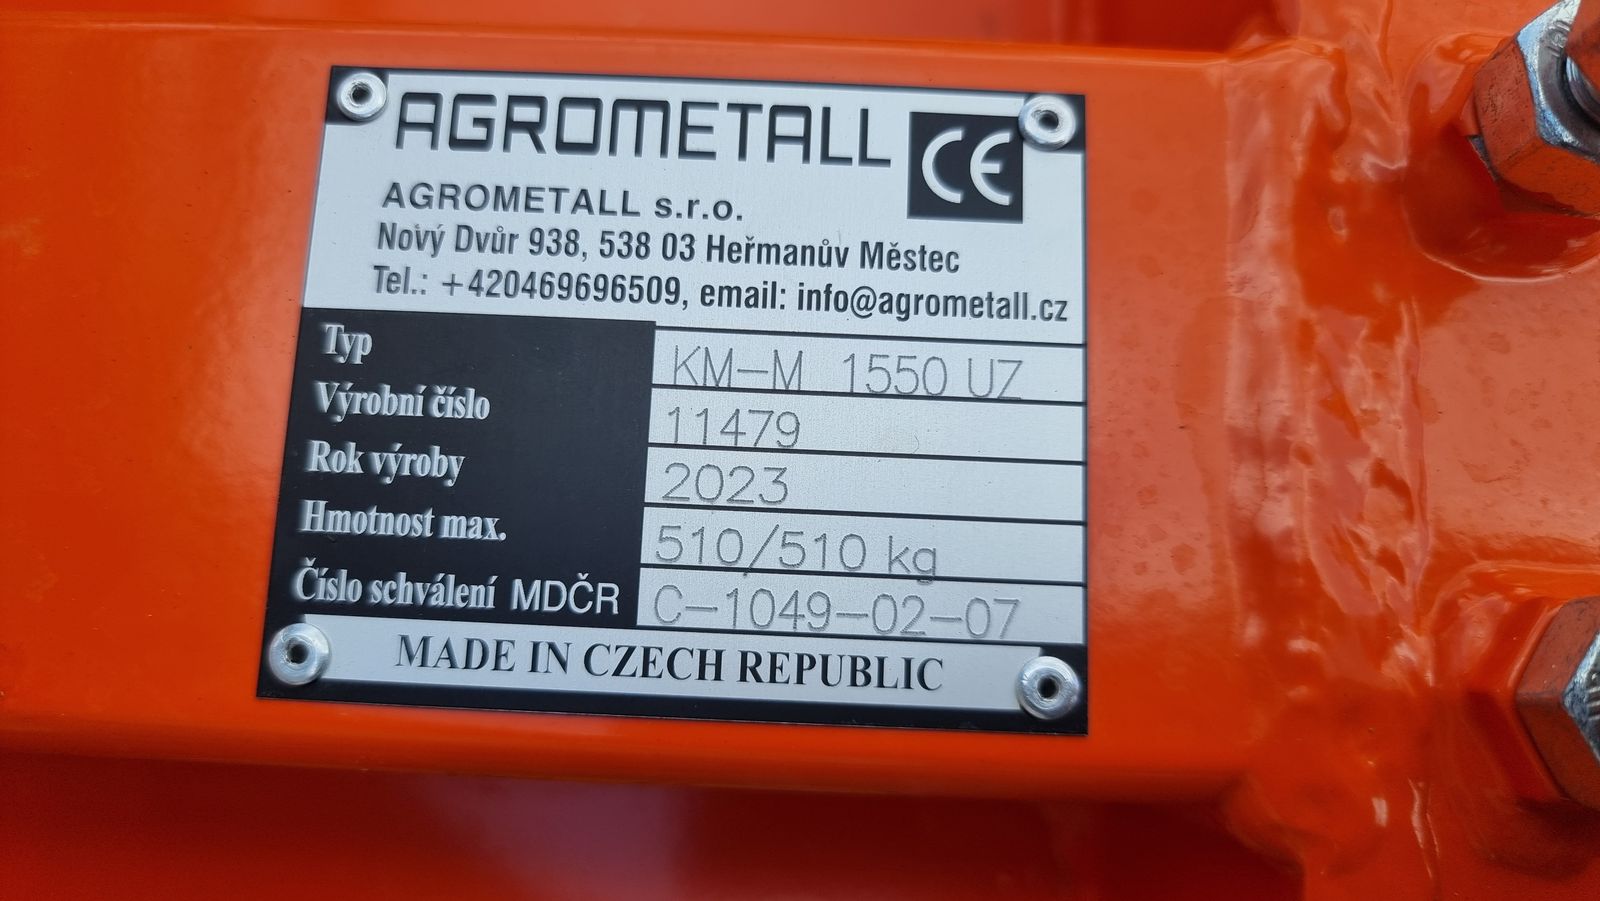 AGROMETALL CE
AGROMETALL s.r.o.
Nový Dvůr 938, 538 03 Heřmanův Městec
Tel.: +420469696509, email: info@agrometall.cz
Typ KM-M 1550 UZ
Výrobní číslo 11479
Rok výroby 2023
Hmotnost max. 510/510 kg
Číslo schválení MDČR C-1049-02-07
MADE IN CZECH REPUBLIC